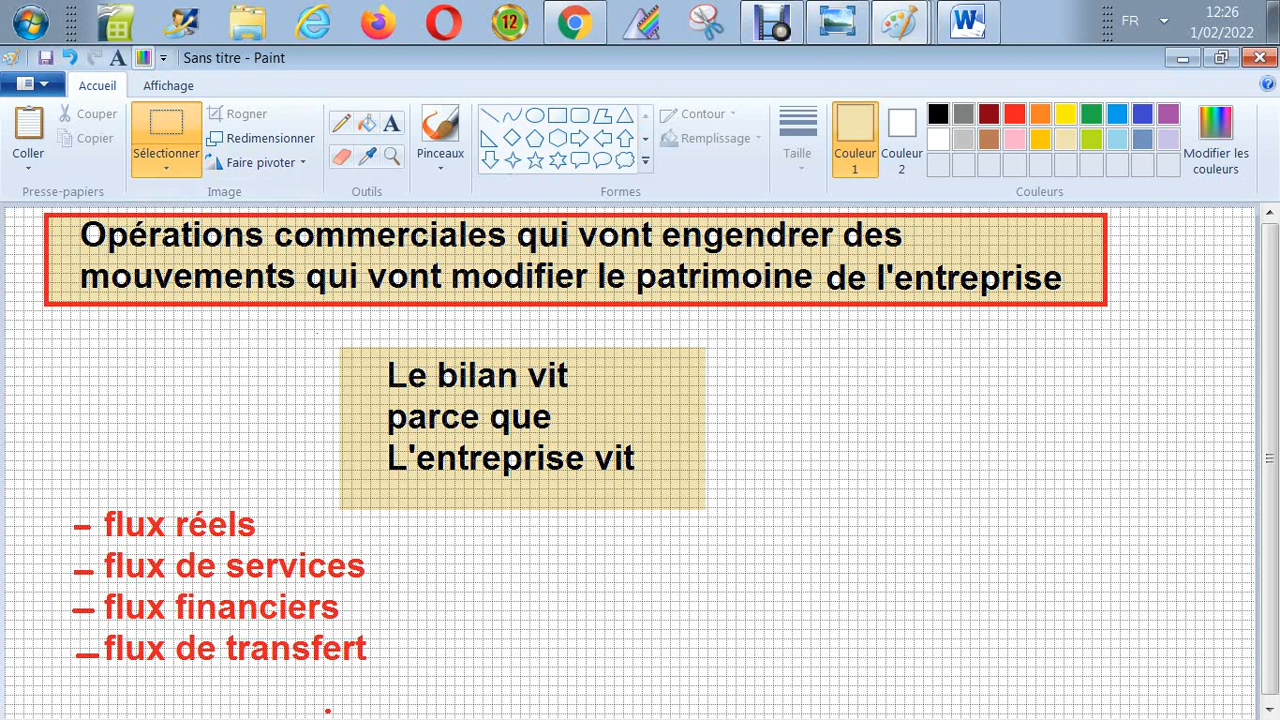 12
FR
12:26
1/02/2022
Sans titre - Paint
Accueil
Affichage
Coller
Couper
Copier
Presse-papiers
Sélectionner
Rogner
Redimensionner
Faire pivoter
Image
A
Outils
Pinceaux
Formes
Contour
Remplissage
Taille
Couleur
1
Couleur
2
Couleurs
Modifier les
couleurs
Opérations commerciales qui vont engendrer des
mouvements qui vont modifier le patrimoine de l'entreprise
Le bilan vit
parce que
L'entreprise vit
– flux réels
– flux de services
– flux financiers
– flux de transfert